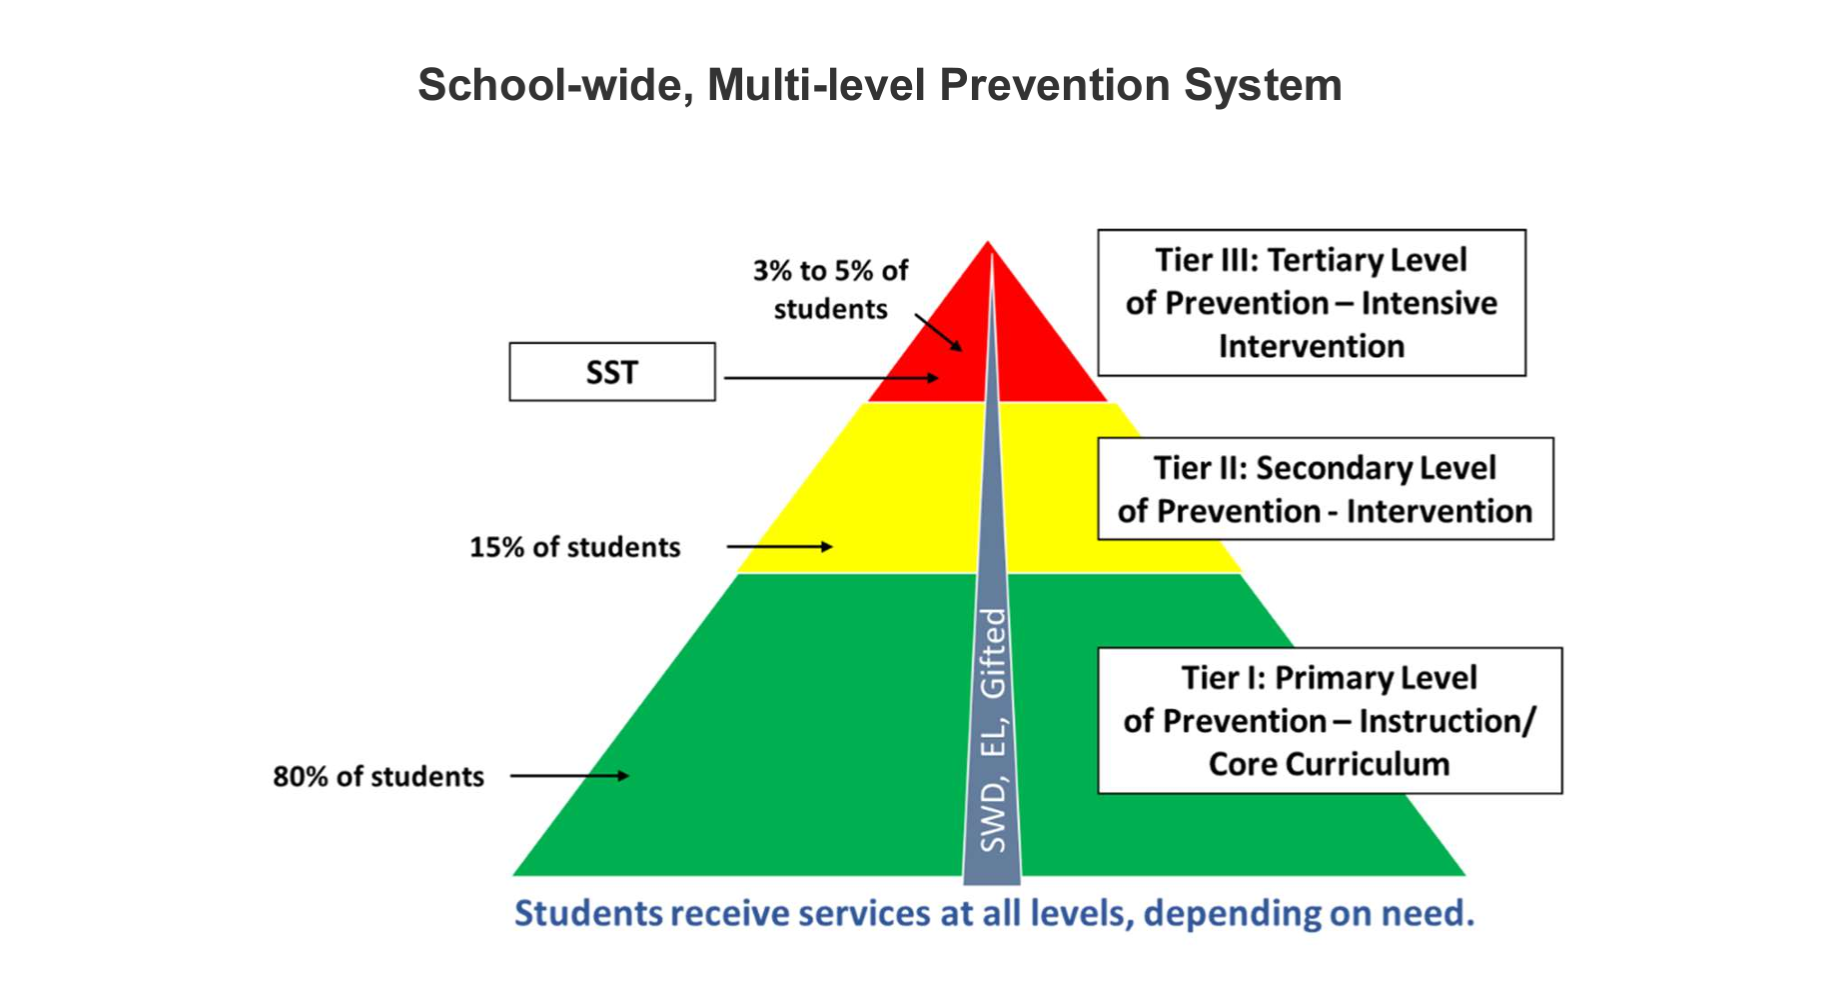 School-wide, Multi-level Prevention System
3% to 5% of
students
Tier III: Tertiary Level
of Prevention – Intensive
Intervention
SST
Tier II: Secondary Level
of Prevention - Intervention
15% of students
Tier I: Primary Level
of Prevention – Instruction/
Core Curriculum
80% of students
SWD, EL, Gifted
Students receive services at all levels, depending on need.